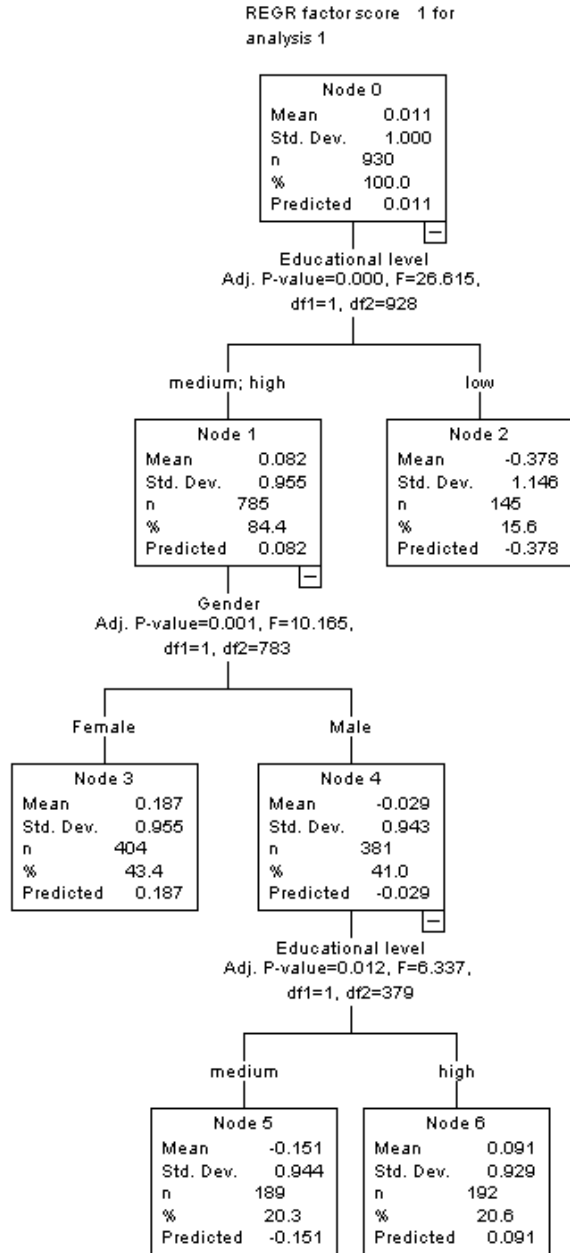 REGR factor score 1 for
analysis 1
Node 0
Mean 0.011
Std. Dev. 1.000
n 930
% 100.0
Predicted 0.011
Educational level
Adj. P-value=0.000, F=26.615,
df1=1, df2=928
medium; high
low
Node 1
Mean 0.082
Std. Dev. 0.955
n 785
% 84.4
Predicted 0.082
Node 2
Mean -0.378
Std. Dev. 1.146
n 145
% 15.6
Predicted -0.378
Gender
Adj. P-value=0.001, F=10.165,
df1=1, df2=783
Female
Male
Node 3
Mean 0.187
Std. Dev. 0.955
n 404
% 43.4
Predicted 0.187
Node 4
Mean -0.029
Std. Dev. 0.943
n 381
% 41.0
Predicted -0.029
Educational level
Adj. P-value=0.012, F=6.337,
df1=1, df2=379
medium
high
Node 5
Mean -0.151
Std. Dev. 0.944
n 189
% 20.3
Predicted -0.151
Node 6
Mean 0.091
Std. Dev. 0.929
n 192
% 20.6
Predicted 0.091